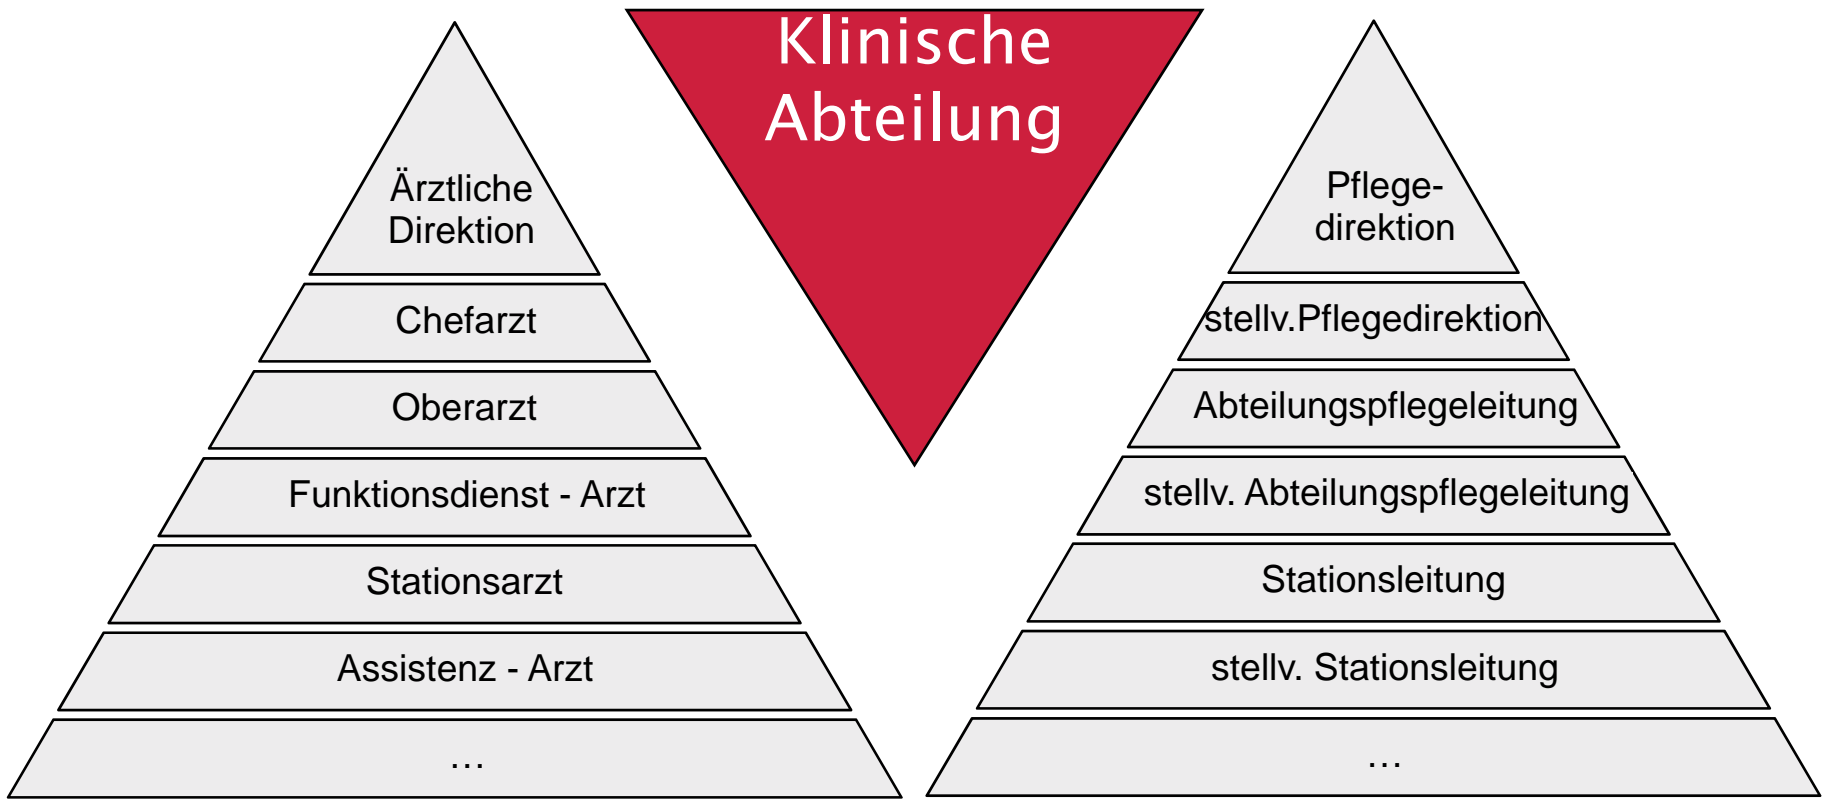 Klinische
Abteilung
Ärztliche
Direktion
Chefarzt
Oberarzt
Funktionsdienst - Arzt
Stationsarzt
Assistenz - Arzt
…
Pflege-
direktion
stellv.Pflegedirektion
Abteilungspflegeleitung
stellv. Abteilungspflegeleitung
Stationsleitung
stellv. Stationsleitung
…